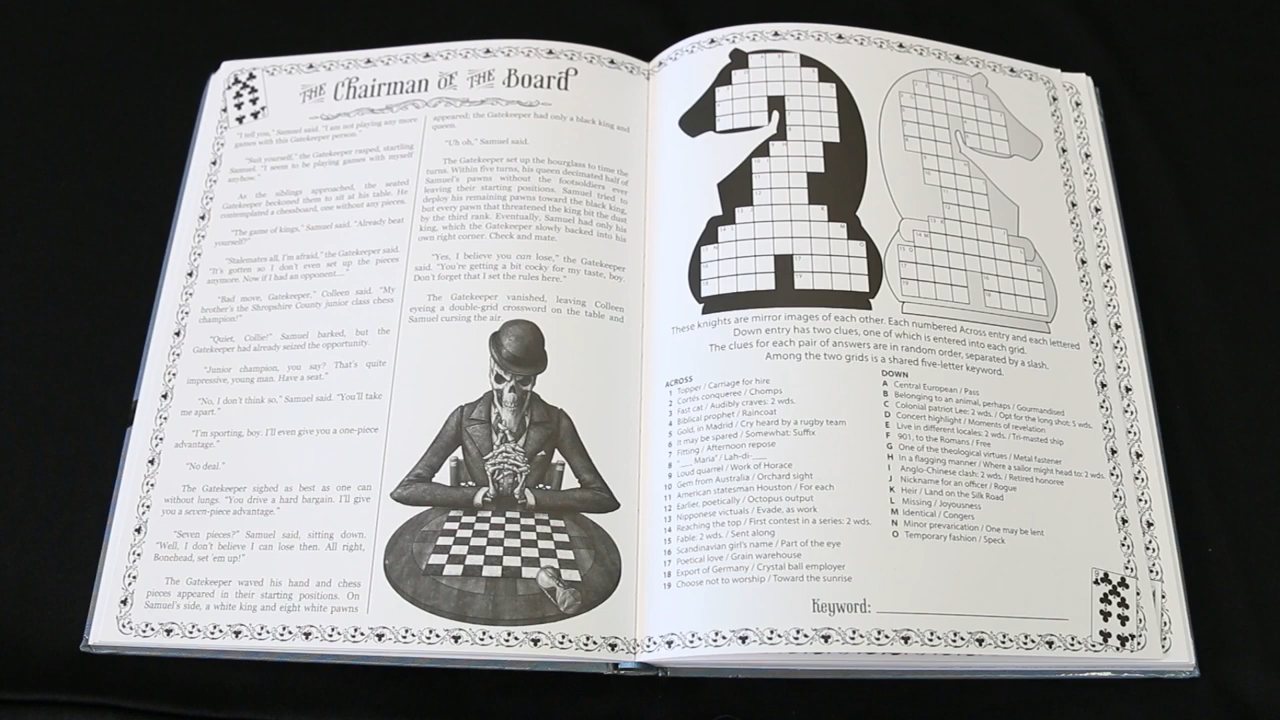 THE Chairman OF THE Board
"I tell you," Samuel said. "I am not playing any more
games with this Gatekeeper person."
"Suit yourself," the Gatekeeper rasped, startling
Samuel. "I seem to be playing games with myself
anyhow."
As the siblings approached, the seated
Gatekeeper beckoned them to sit at his table. He
contemplated a chessboard, one without any pieces.
"The game of kings," Samuel said. "Already beat
yourself?"
"Stalemates all, I'm afraid," the Gatekeeper said.
"It's gotten so I don't even set up the pieces
anymore. Now if I had an opponent...."
"Bad move, Gatekeeper," Colleen said. "My
brother's the Shropshire County junior class chess
champion!"
"Quiet, Collie!" Samuel barked, but the
Gatekeeper had already seized the opportunity.
"Junior champion, you say? That's quite
impressive, young man. Have a seat."
"No, I don't think so," Samuel said. "You'll take
me apart."
"I'm sporting, boy. I'll even give you a one-piece
advantage."
"No deal."
The Gatekeeper sighed as best as one can
without lungs. "You drive a hard bargain. I'll give
you a seven-piece advantage."
"Seven pieces?" Samuel said, sitting down.
"Well, I don't believe I can lose then. All right,
Bonehead, set 'em up!"
The Gatekeeper waved his hand and chess
pieces appeared in their starting positions. On
Samuel's side, a white king and eight white pawns
appeared; the Gatekeeper had only a black king and
queen.
"Uh oh," Samuel said.
The Gatekeeper set up the hourglass to time the
turns. Within five turns, his queen decimated half of
Samuel's pawns without the footsoldiers ever
leaving their starting positions. Samuel tried to
deploy his remaining pawns toward the black king,
but every pawn that threatened the king bit the dust
by the third rank. Eventually, Samuel had only his
king, which the Gatekeeper slowly backed into his
own right corner. Check and mate.
"Yes, I believe you can lose," the Gatekeeper
said. "You're getting a bit cocky for my taste, boy.
Don't forget that I set the rules here."
The Gatekeeper vanished, leaving Colleen
eyeing a double-grid crossword on the table and
Samuel cursing the air.
These knights are mirror images of each other. Each numbered Across entry and each lettered
Down entry has two clues, one of which is entered into each grid.
The clues for each pair of answers are in random order, separated by a slash.
Among the two grids is a shared five-letter keyword.
ACROSS
1 Topper / Carriage for hire
2 Cortés conqueree / Chomps
3 Fast cat / Audibly craves: 2 wds.
4 Biblical prophet / Raincoat
5 Gold, in Madrid / Cry heard by a rugby team
6 It may be spared / Somewhat: Suffix
7 Fitting / Afternoon repose
8 "___ Maria" / Lah-di-___
9 Loud quarrel / Work of Horace
10 Gem from Australia / Orchard sight
11 American statesman Houston / For each
12 Earlier, poetically / Octopus output
13 Nipponese victuals / Evade, as work
14 Reaching the top / First contest in a series: 2 wds.
15 Fable: 2 wds. / Sent along
16 Scandinavian girl's name / Part of the eye
17 Poetical love / Grain warehouse
18 Export of Germany / Crystal ball employer
19 Choose not to worship / Toward the sunrise
DOWN
A Central European / Pass
B Belonging to an animal, perhaps / Gourmandised
C Colonial patriot Lee: 2 wds. / Opt for the long shot: 5 wds.
D Concert highlight / Moments of revelation
E Live in different locales: 2 wds. / Tri-masted ship
F 901, to the Romans / Free
G One of the theological virtues / Metal fastener
H In a flagging manner / Where a sailor might head to: 2 wds.
I Anglo-Chinese clash: 2 wds. / Retired honoree
J Nickname for an officer / Rogue
K Heir / Land on the Silk Road
L Missing / Joyousness
M Identical / Congers
N Minor prevarication / One may be lent
O Temporary fashion / Speck
Keyword: